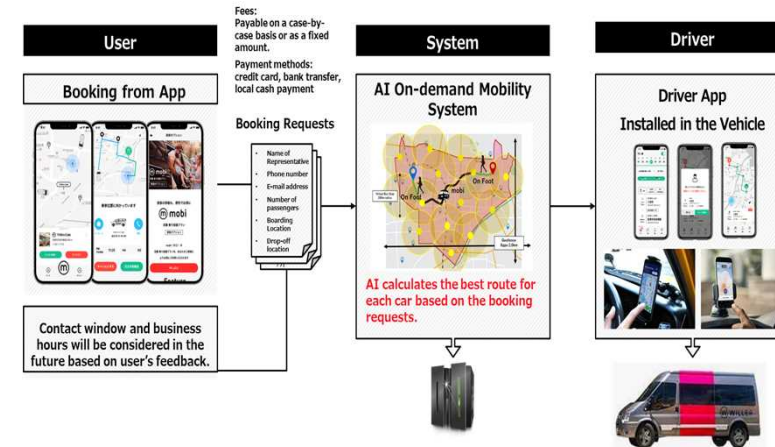 User
Fees:
Payable on a case-by-
case basis or as a fixed
amount.
Payment methods:
credit card, bank transfer,
local cash payment
System
Driver
Booking from App
mobi
Booking Requests
Name of
Representative
Phone number
E-mail address
Number of
passengers
Boarding
Location
Drop-off
location
AI On-demand Mobility
System
On Foot
mobi
On Foot
AI calculates the best route for
each car based on the booking
requests.
Driver App
Installed in the Vehicle
Contact window and business
hours will be considered in the
future based on user's feedback.
WILLER